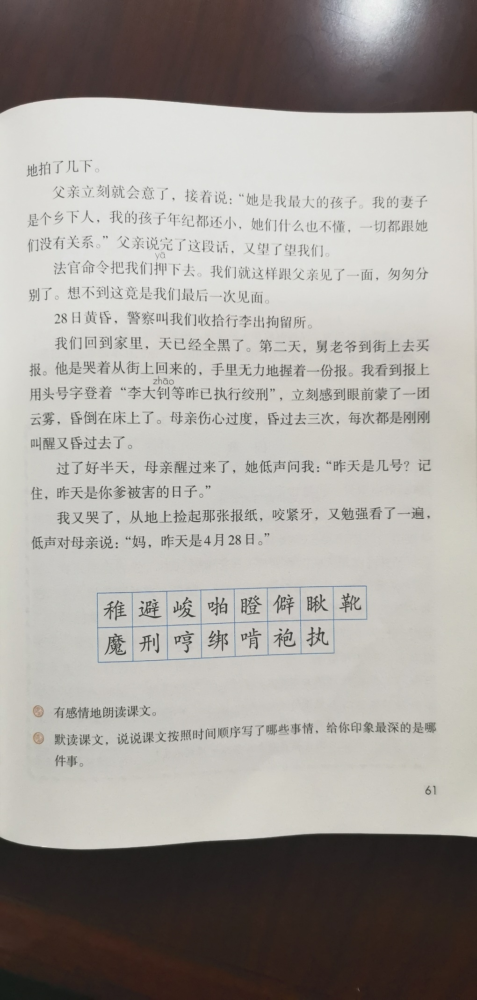 地拍了几下。
父亲立刻就会意了，接着说：“她是我最大的孩子。我的妻子
是个乡下人，我的孩子年纪都还小，她们什么也不懂，一切都跟她
们没有关系。”父亲说完了这段话，又望了望我们。
yā
法官命令把我们押下去。我们就这样跟父亲见了一面，匆匆分
别了。想不到这竟是我们最后一次见面。
28日黄昏，警察叫我们收拾行李出拘留所。
我们回到家里，天已经全黑了。第二天，舅老爷到街上去买
报。他是哭着从街上回来的，手里无力地握着一份报。我看到报上
zhāo
用头号字登着“李大钊等昨已执行绞刑”，立刻感到眼前蒙了一团
云雾，昏倒在床上了。母亲伤心过度，昏过去三次，每次都是刚刚
叫醒又昏过去了。
过了好半天，母亲醒过来了，她低声问我：“昨天是几号？记
住，昨天是你爹被害的日子。”
我又哭了，从地上捡起那张报纸，咬紧牙，又勉强看了一遍，
低声对母亲说：“妈，昨天是4月28日。”
稚 避 峻 啪 瞪 僻 瞅 靴
魔 刑 哼 绑 啃 袍 执
有感情地朗读课文。
默读课文，说说课文按照时间顺序写了哪些事情，给你印象最深的是哪
件事。
61